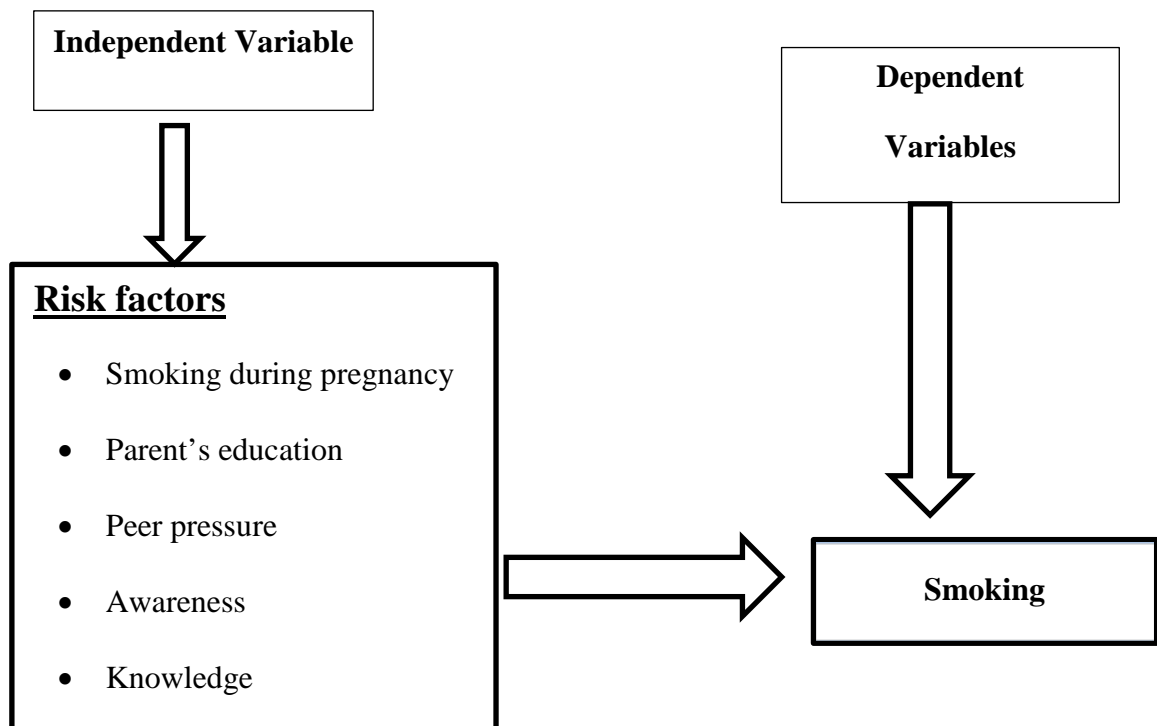 Independent Variable
Dependent
Variables
Risk factors
• Smoking during pregnancy
• Parent’s education
• Peer pressure
• Awareness
• Knowledge
Smoking